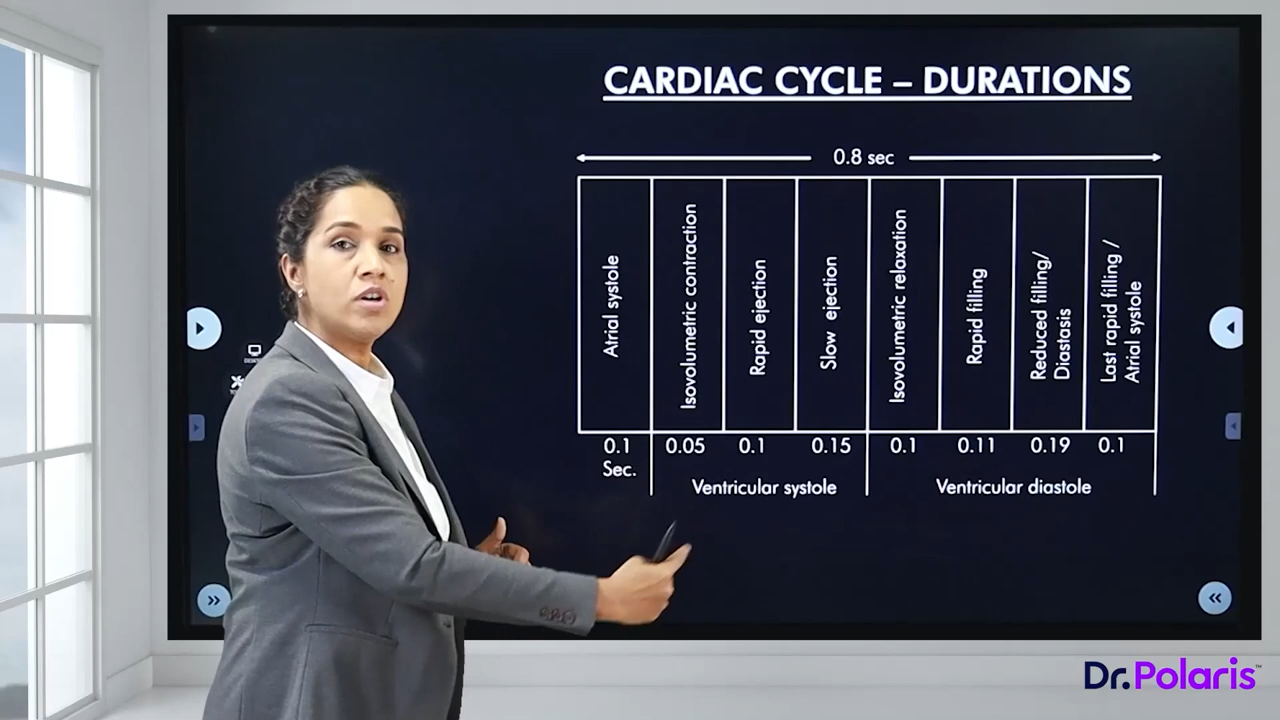 CARDIAC CYCLE – DURATIONS
0.8 sec
Atrial systole
Isovolumetric contraction
Rapid ejection
Slow ejection
Isovolumetric relaxation
Rapid filling
Reduced filling/
Diastasis
Last rapid filling /
Atrial systole
0.1 0.05 0.1 0.15 0.1 0.11 0.19 0.1
Sec.
Ventricular systole Ventricular diastole
Dr.Polaris™